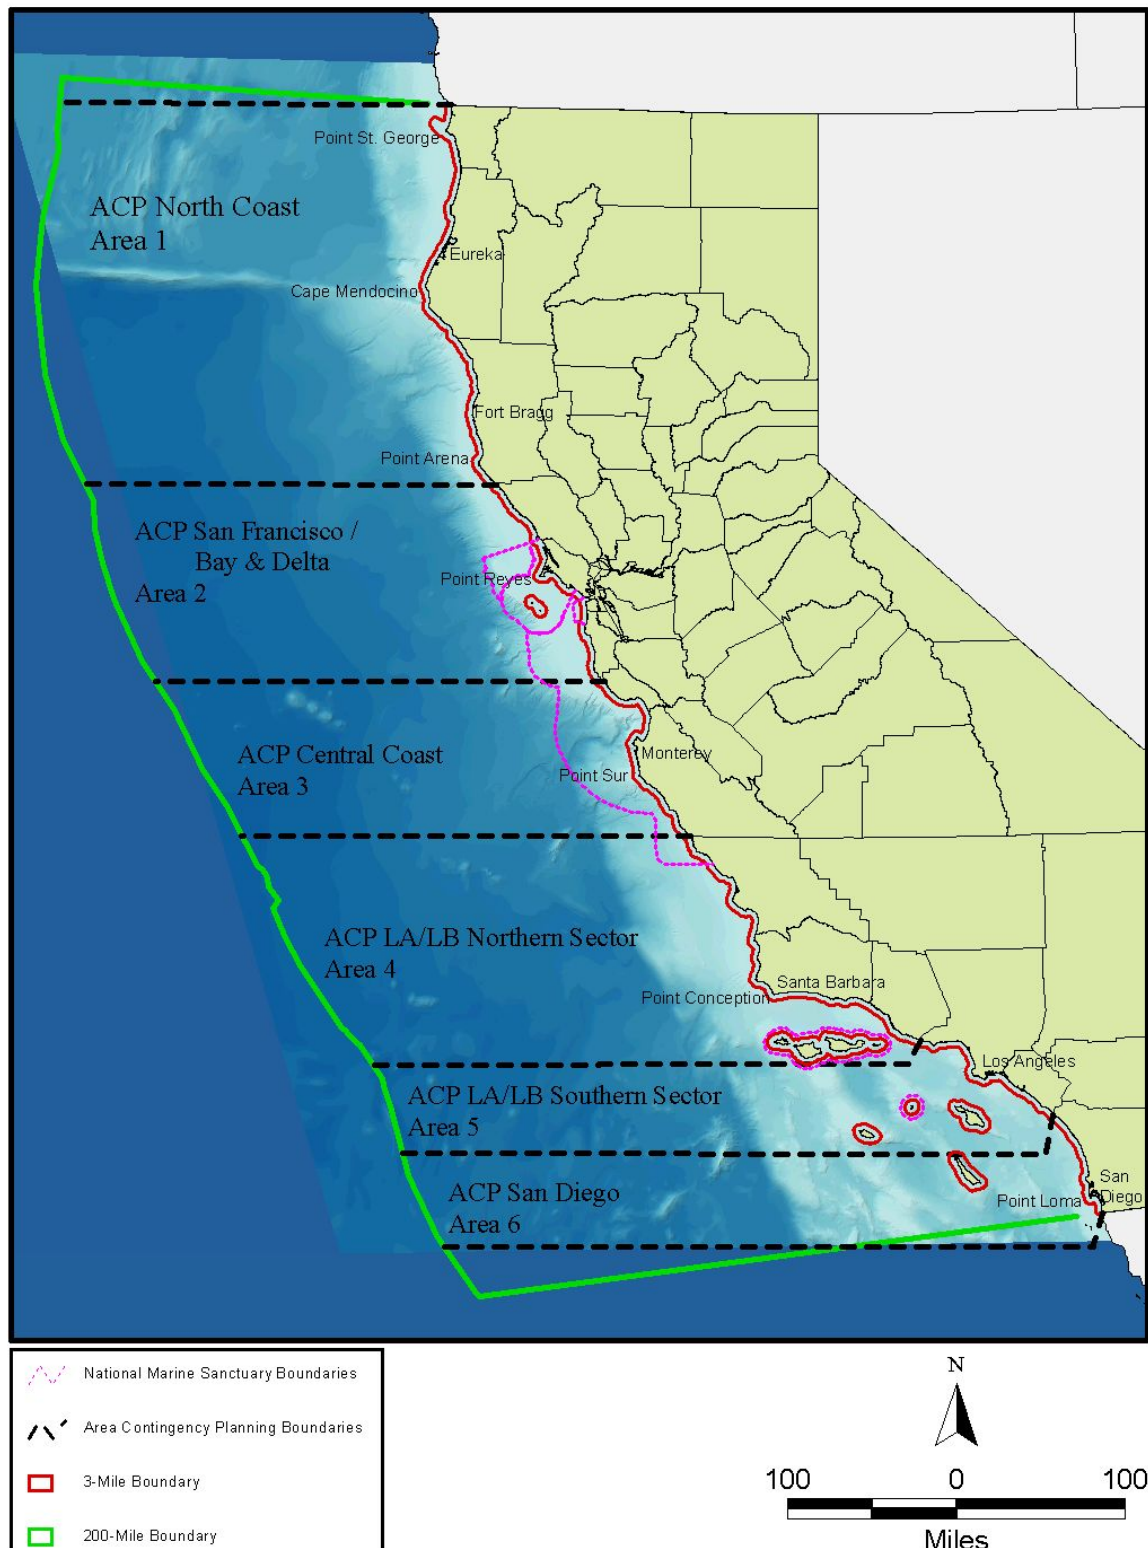 Point St. George
ACP North Coast
Area 1
Eureka
Cape Mendocino
Fort Bragg
Point Arena
ACP San Francisco /
Bay & Delta
Area 2
Point Reyes
ACP Central Coast
Area 3
Monterey
Point Sur
ACP LA/LB Northern Sector
Area 4
Santa Barbara
Point Conception
Los Angeles
ACP LA/LB Southern Sector
Area 5
ACP San Diego
Area 6
San
Diego
Point Loma
National Marine Sanctuary Boundaries
Area Contingency Planning Boundaries
3-Mile Boundary
200-Mile Boundary
N
100 0 100
Miles